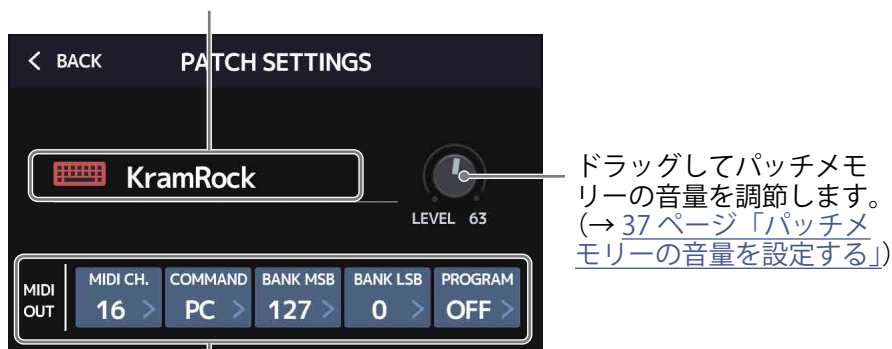 BACK
PATCH SETTINGS
KramRock
LEVEL 63
ドラッグしてパッチメモ
リーの音量を調節します。
(→ 37 ページ「パッチメ
モリーの音量を設定する」)
MIDI OUT
MIDI CH. COMMAND BANK MSB BANK LSB PROGRAM
16 PC 127 0 OFF